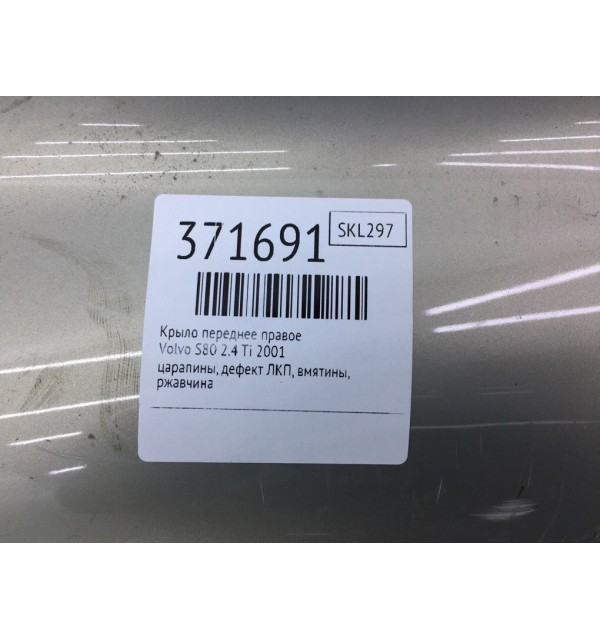 371691
SKL297
Крыло переднее правое
Volvo S80 2.4 Ti 2001
царапины, дефект ЛКП, вмятины,
ржавчина